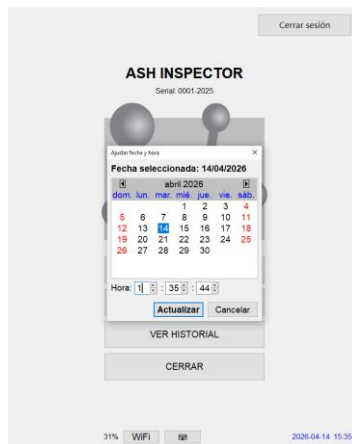 Cerrar sesión
ASH INSPECTOR
Serial: 0001-2025
Ajustar fecha y hora
Fecha seleccionada: 14/04/2026
abril 2026
dom. lun. mar. mié. jue. vie. sáb.
1 2 3 4
5 6 7 8 9 10 11
12 13 14 15 16 17 18
19 20 21 22 23 24 25
26 27 28 29 30
Hora: 1 : 35 : 44
Actualizar Cancelar
VER HISTORIAL
CERRAR
31% WiFi 2026-04-14 15:35